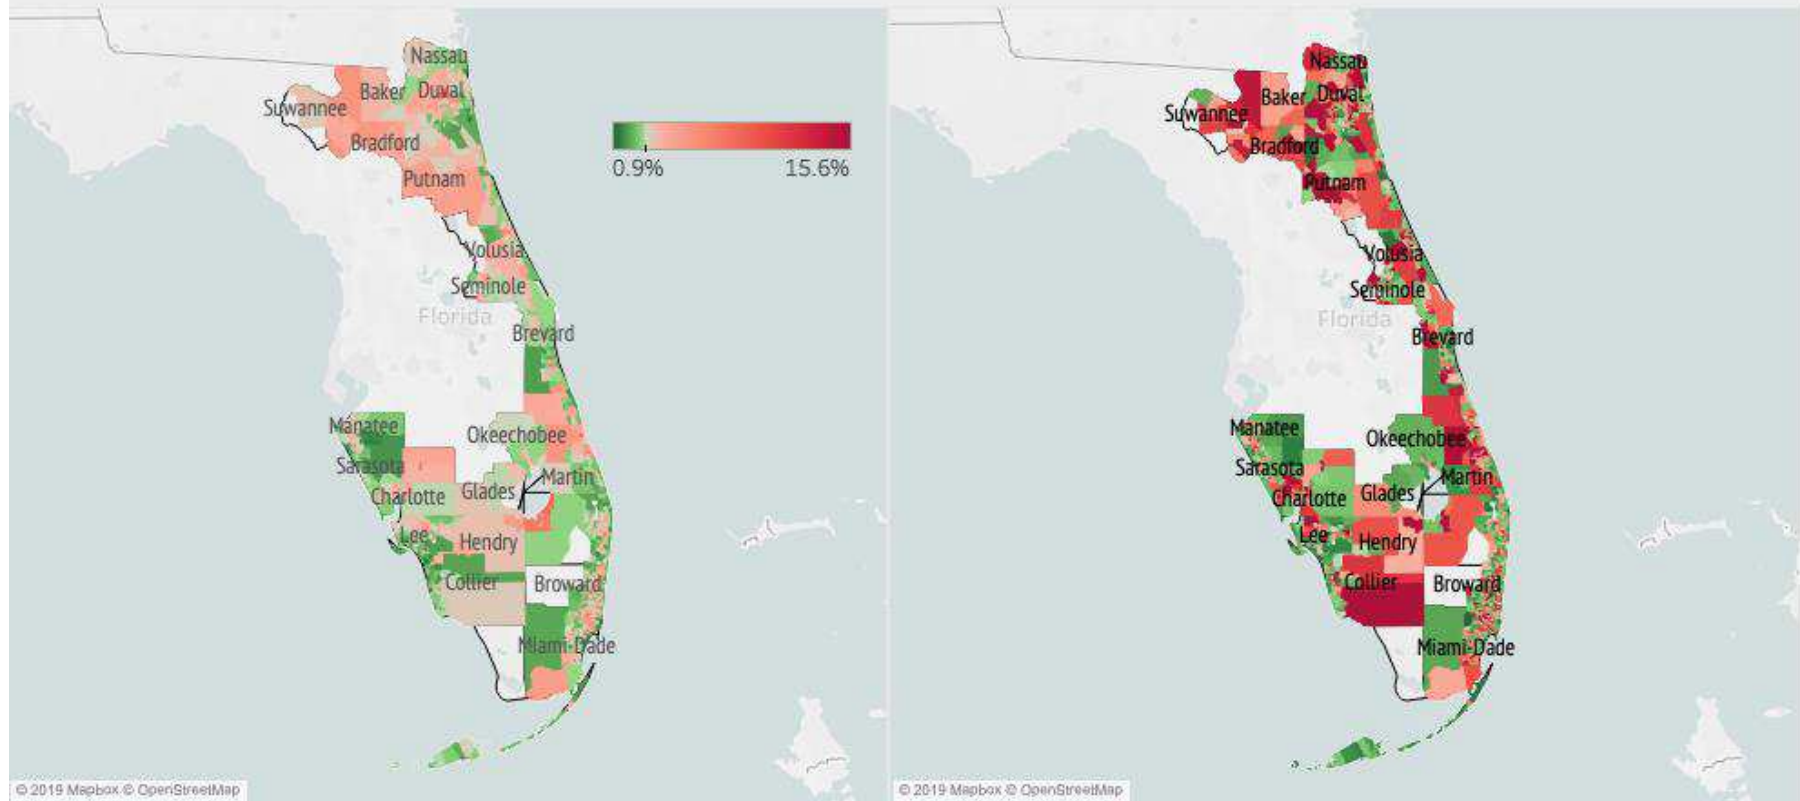 Nassau
Baker
Duval
Suwannee
Bradford
Putnam
Volusia
Seminole
Florida
Brevard
Manatee
Okeechobee
Sarasota
Martin
Charlotte
Glades
Lee
Hendry
Collier
Broward
Miami-Dade
0.9%
15.6%
© 2019 Mapbox © OpenStreetMap
Nassau
Baker
Duval
Suwannee
Bradford
Putnam
Volusia
Seminole
Florida
Brevard
Manatee
Okeechobee
Sarasota
Martin
Charlotte
Glades
Lee
Hendry
Collier
Broward
Miami-Dade
© 2019 Mapbox © OpenStreetMap